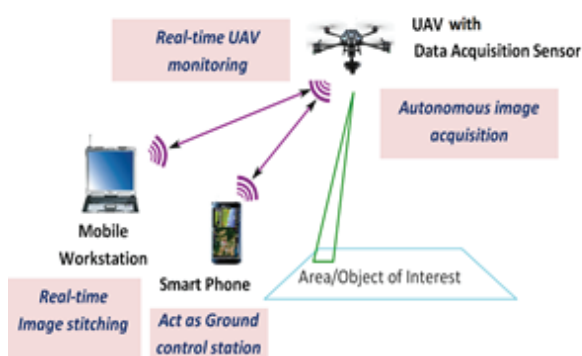 Real-time UAV
monitoring
UAV with
Data Acquisition Sensor
Autonomous image
acquisition
Mobile
Workstation
Smart Phone
Area/Object of Interest
Real-time
Image stitching
Act as Ground
control station